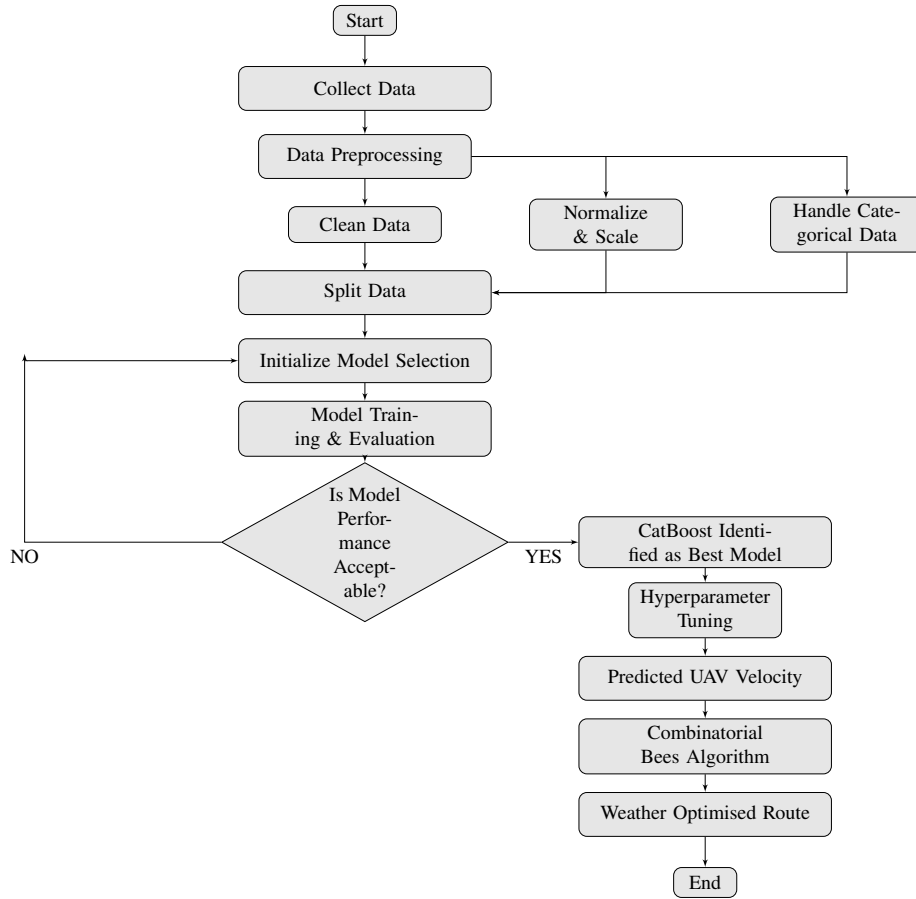 Start
Collect Data
Data Preprocessing
Clean Data
Normalize
& Scale
Handle Cate-
gorical Data
Split Data
Initialize Model Selection
Model Train-
ing & Evaluation
Is Model
Perfor-
mance
Accept-
able?
NO
YES
CatBoost Identi-
fied as Best Model
Hyperparameter
Tuning
Predicted UAV Velocity
Combinatorial
Bees Algorithm
Weather Optimised Route
End